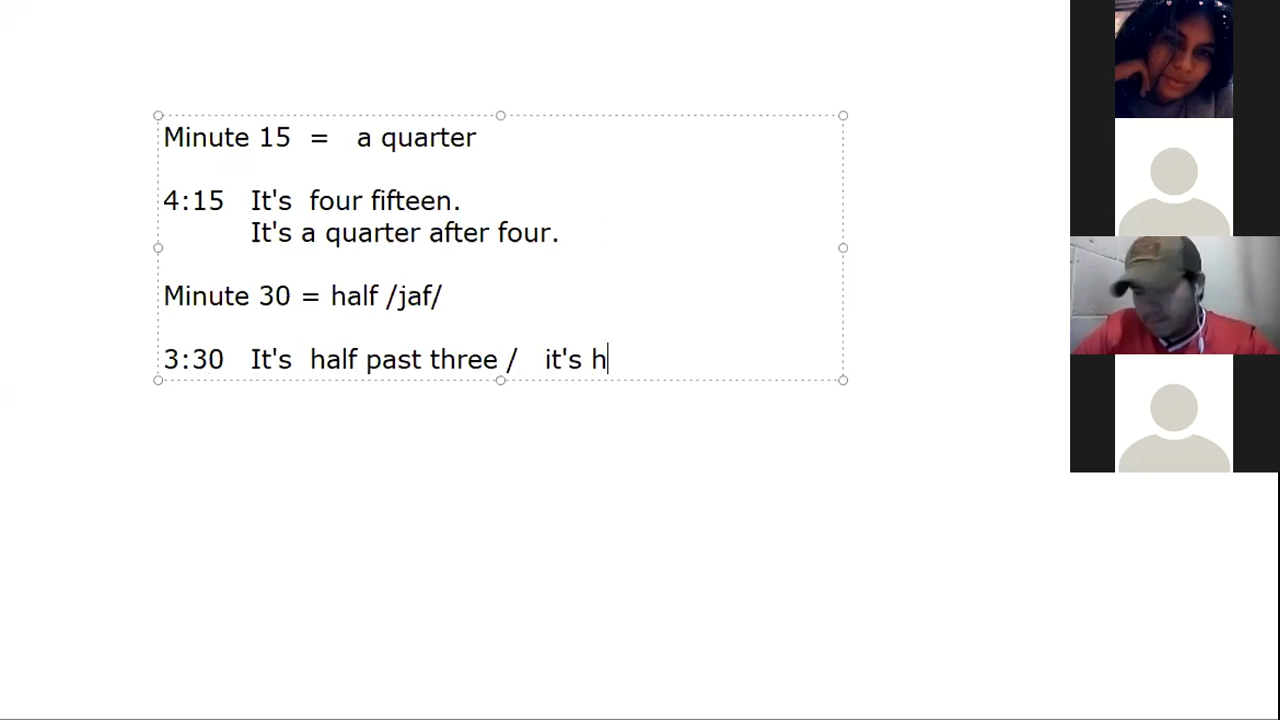 Minute 15 = a quarter
4:15 It's four fifteen.
It's a quarter after four.
Minute 30 = half /jaf/
3:30 It's half past three / it's h